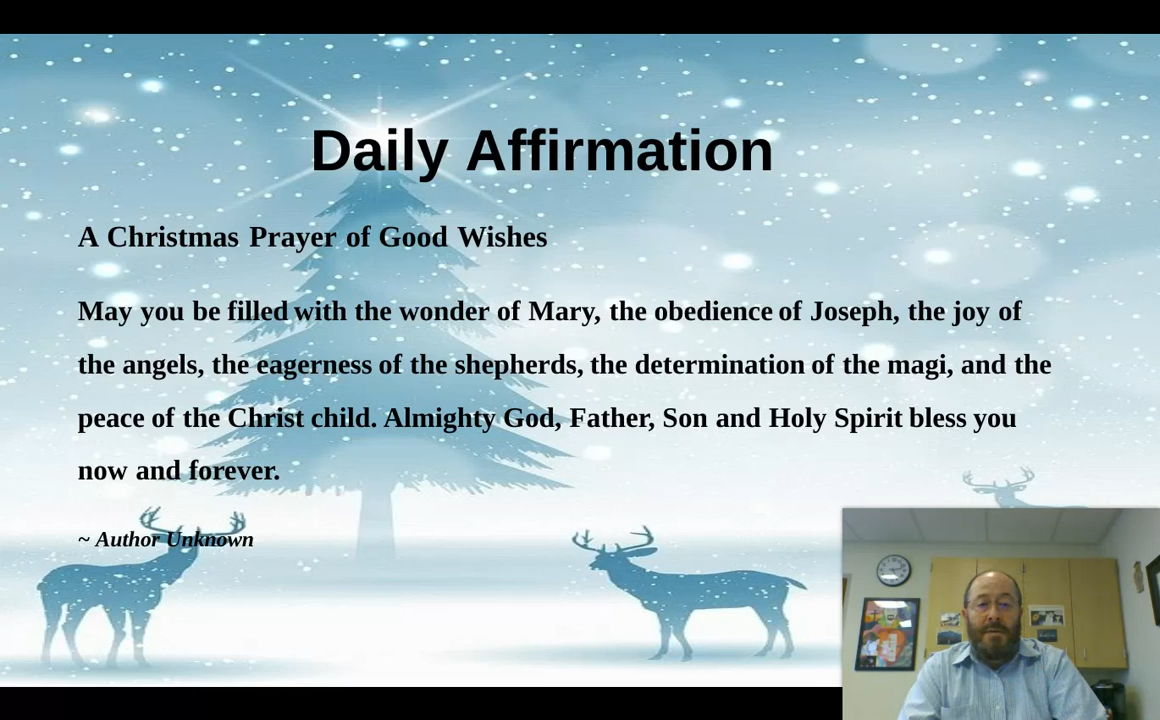 Daily Affirmation
A Christmas Prayer of Good Wishes
May you be filled with the wonder of Mary, the obedience of Joseph, the joy of
the angels, the eagerness of the shepherds, the determination of the magi, and the
peace of the Christ child. Almighty God, Father, Son and Holy Spirit bless you
now and forever.
~ Author Unknown